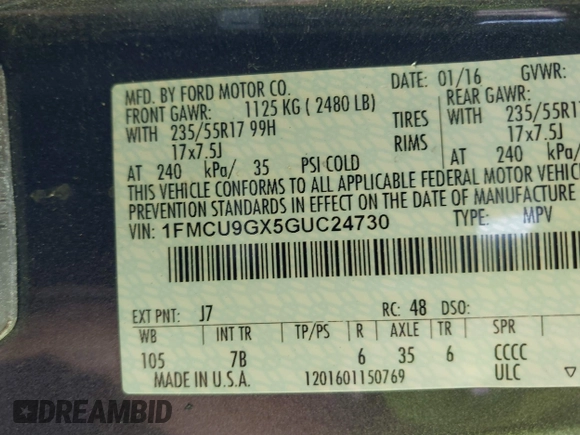 MFD. BY FORD MOTOR CO.
DATE: 01/16 GVWR:
FRONT GAWR: 1125 KG ( 2480 LB)
REAR GAWR:
WITH 235/55R17 99H TIRES WITH 235/55R1
17x7.5J RIMS 17x7.5J
AT 240 kPa/ 35 PSI COLD AT 240 kPa/
THIS VEHICLE CONFORMS TO ALL APPLICABLE FEDERAL MOTOR VEHICLE
PREVENTION STANDARDS IN EFFECT ON THE DATE OF MANUFACTURE
VIN: 1FMCU9GX5GUC24730 TYPE: MPV
EXT PNT: J7 RC: 48 DSO:
WB INT TR TP/PS R AXLE TR SPR
105 7B 6 35 6 CCCC
MADE IN U.S.A. 1201601150769 ULC
DREAMBID